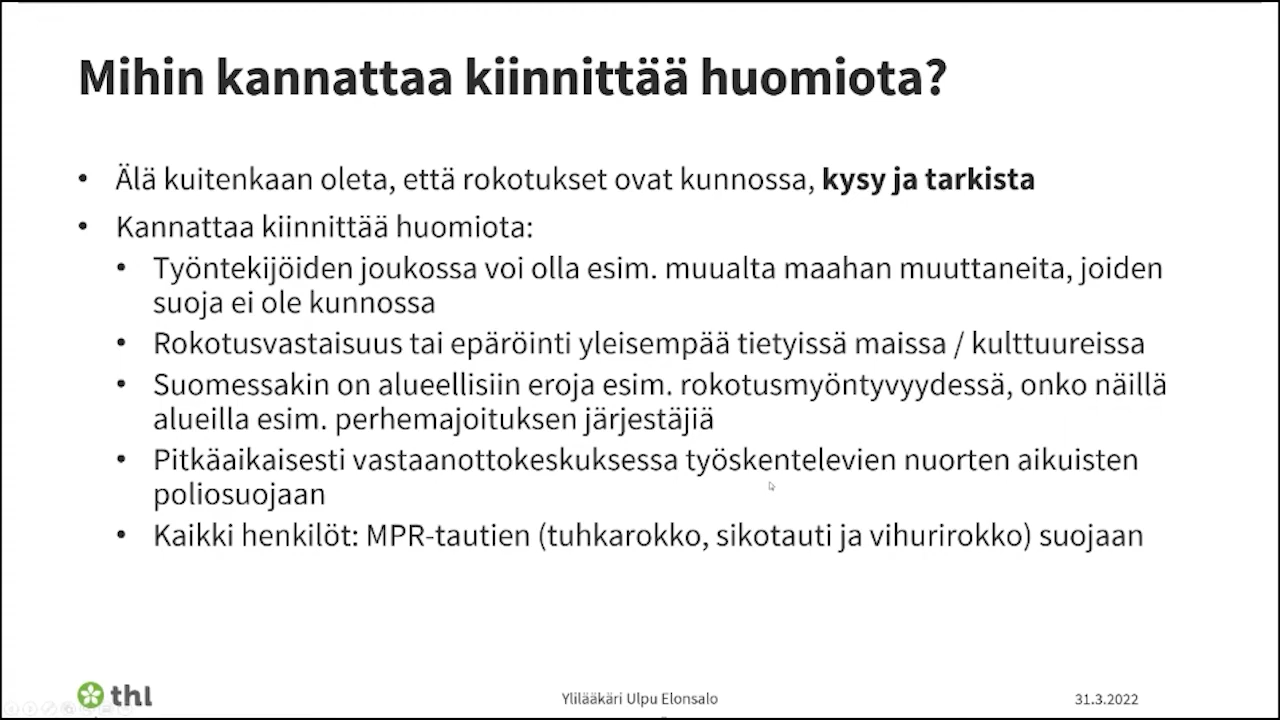 Mihin kannattaa kiinnittää huomiota?
• Älä kuitenkaan oleta, että rokotukset ovat kunnossa, kysy ja tarkista
• Kannattaa kiinnittää huomiota:
• Työntekijöiden joukossa voi olla esim. muualta maahan muuttaneita, joiden
suoja ei ole kunnossa
• Rokotusvastaisuus tai epäröinti yleisempää tietyissä maissa / kulttuureissa
• Suomessakin on alueellisiin eroja esim. rokotusmyöntyvyydessä, onko näillä
alueilla esim. perhemajoituksen järjestäjiä
• Pitkäaikaisesti vastaanottokeskuksessa työskentelevien nuorten aikuisten
poliosuojaan
• Kaikki henkilöt: MPR-tautien (tuhkarokko, sikotauti ja vihurirokko) suojaan
thl
Ylilääkäri Ulpu Elonsalo
31.3.2022